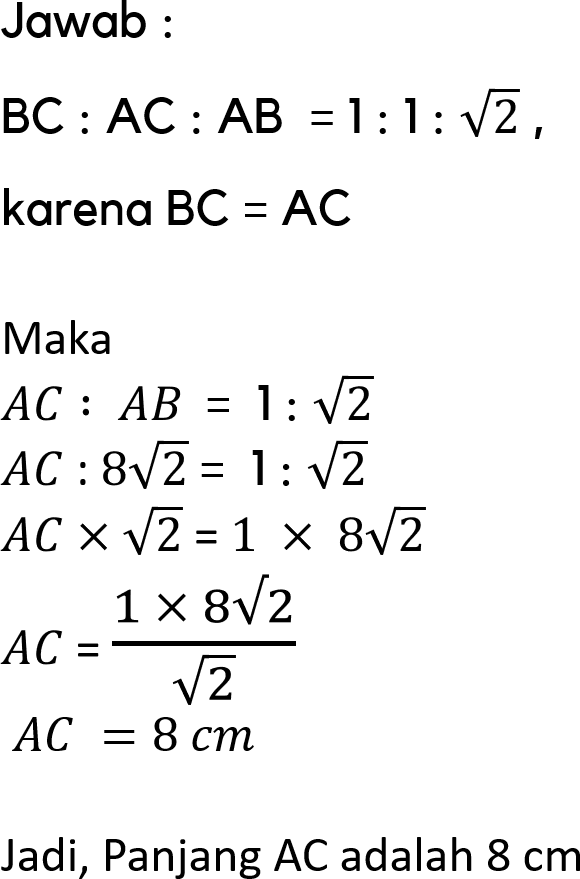 Jawab :
BC : AC : AB = 1 : 1 : √2 ,
karena BC = AC
Maka
AC : AB = 1 : √2
AC : 8√2 = 1 : √2
AC × √2 = 1 × 8√2
AC = (1 × 8√2)/√2
AC = 8 cm
Jadi, Panjang AC adalah 8 cm